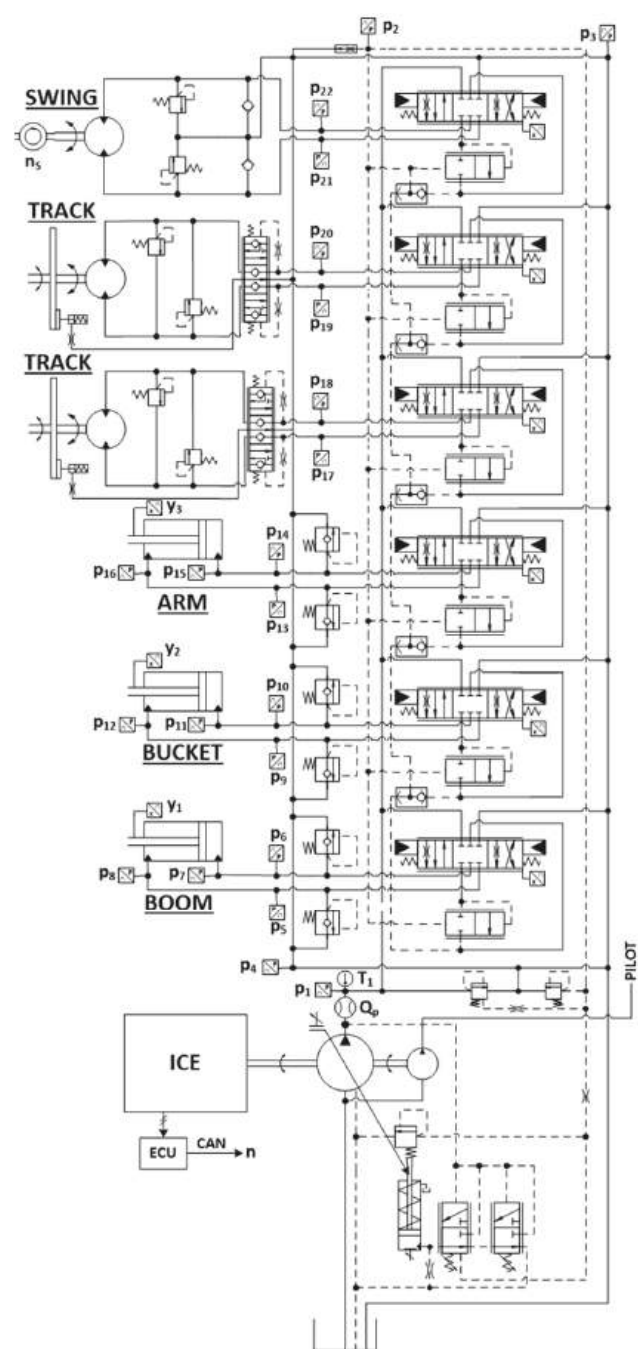 p2
p3
SWING
p22
nS
p21
TRACK
p20
p19
TRACK
p18
p17
y3
p14
p16
p15
ARM
p13
y2
p10
p12
p11
BUCKET
p9
y1
p6
p8
p7
BOOM
p5
p4
T1
p1
Qp
PILOT
ICE
ECU
CAN
n